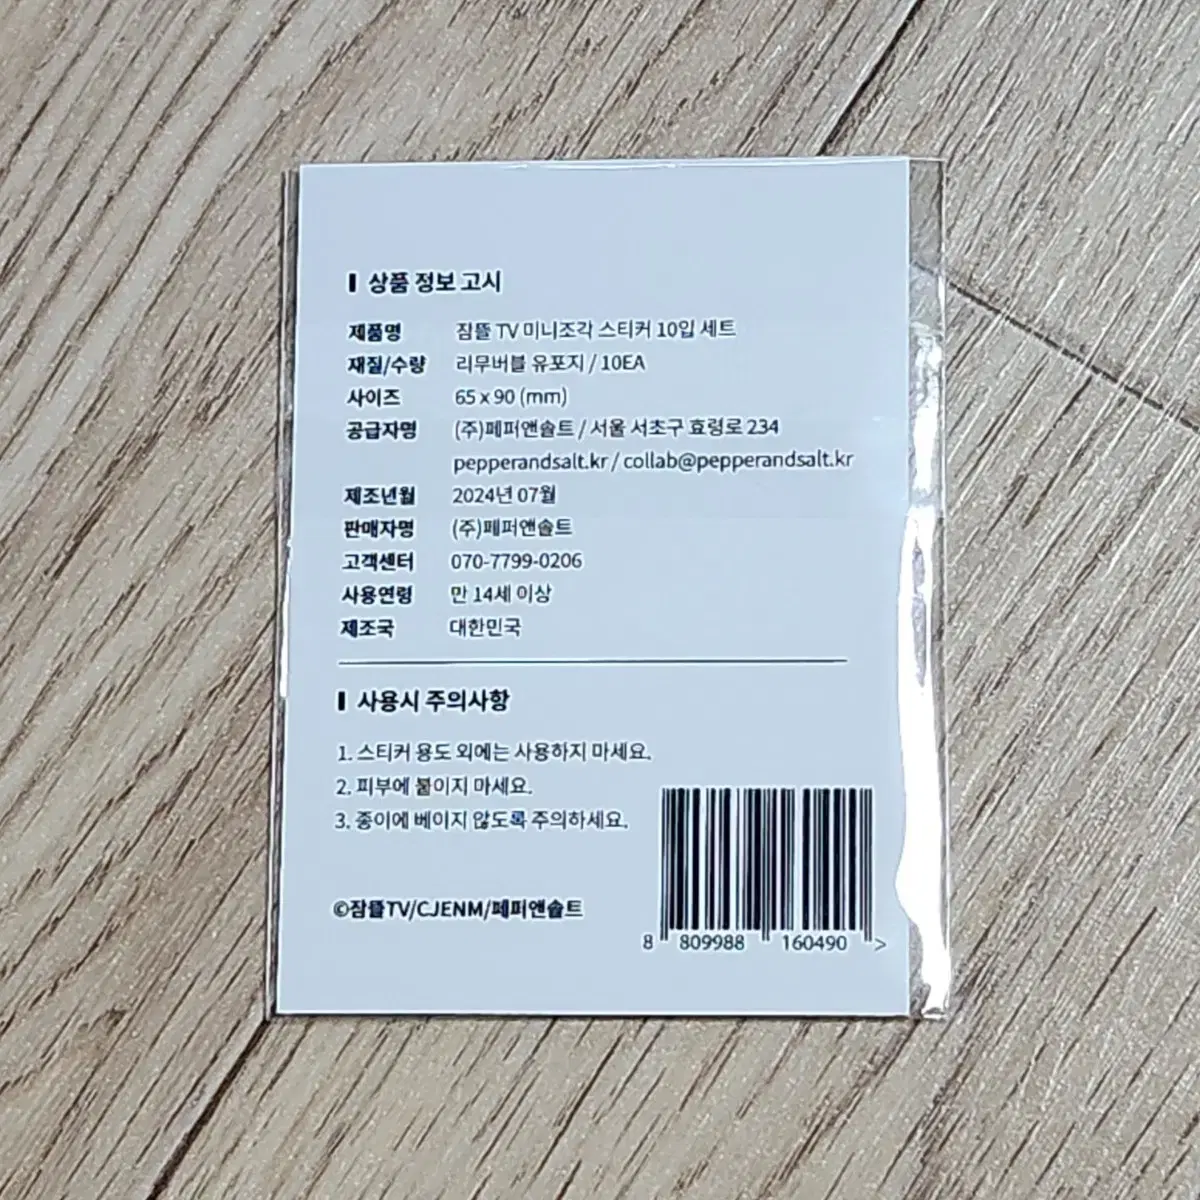 상품 정보 고시
제품명 잠뜰 TV 미니조각 스티커 10입 세트
재질/수량 리무버블 유포지 / 10EA
사이즈 65 x 90 (mm)
공급자명 (주)페퍼앤솔트 / 서울 서초구 효령로 234
pepperandsalt.kr / collab@pepperandsalt.kr
제조년월 2024년 07월
판매자명 (주)페퍼앤솔트
고객센터 070-7799-0206
사용연령 만 14세 이상
제조국 대한민국
사용시 주의사항
1. 스티커 용도 외에는 사용하지 마세요.
2. 피부에 붙이지 마세요.
3. 종이에 베이지 않도록 주의하세요.
©잠뜰TV/CJENM/페퍼앤솔트
8 809988 160490 >